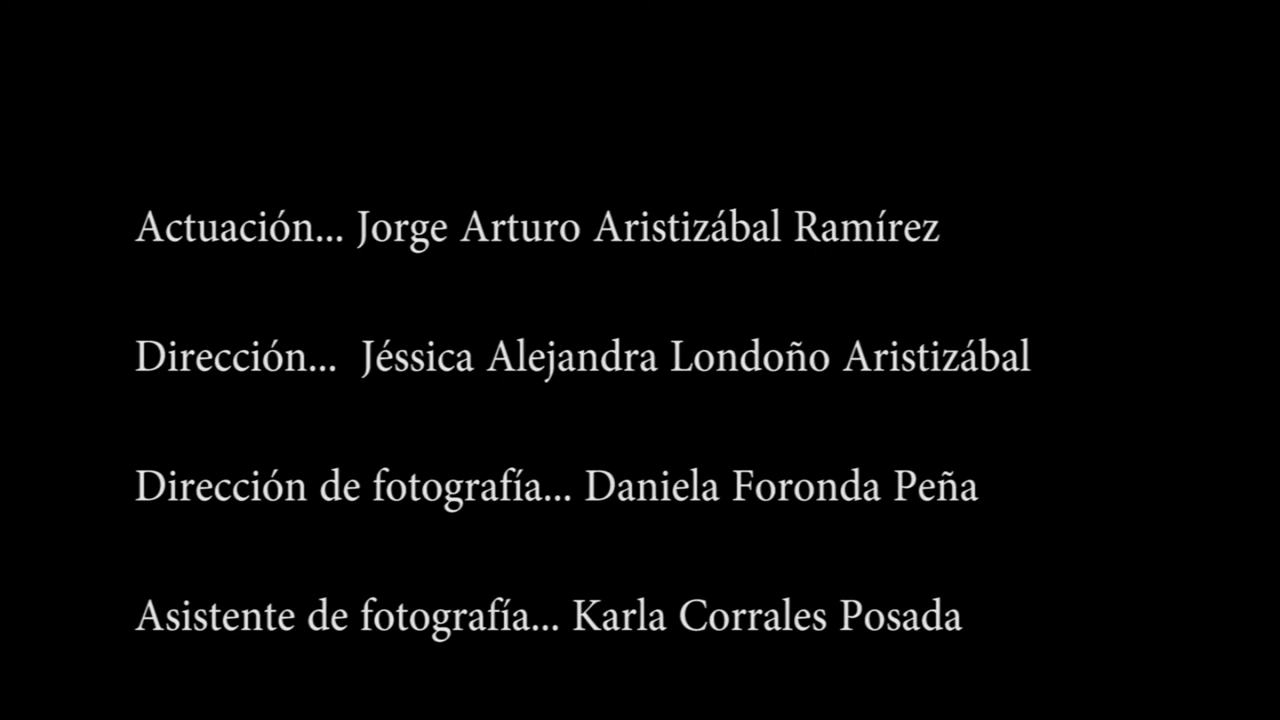 Actuación... Jorge Arturo Aristizábal Ramírez
Dirección... Jéssica Alejandra Londoño Aristizábal
Dirección de fotografía... Daniela Foronda Peña
Asistente de fotografía... Karla Corrales Posada